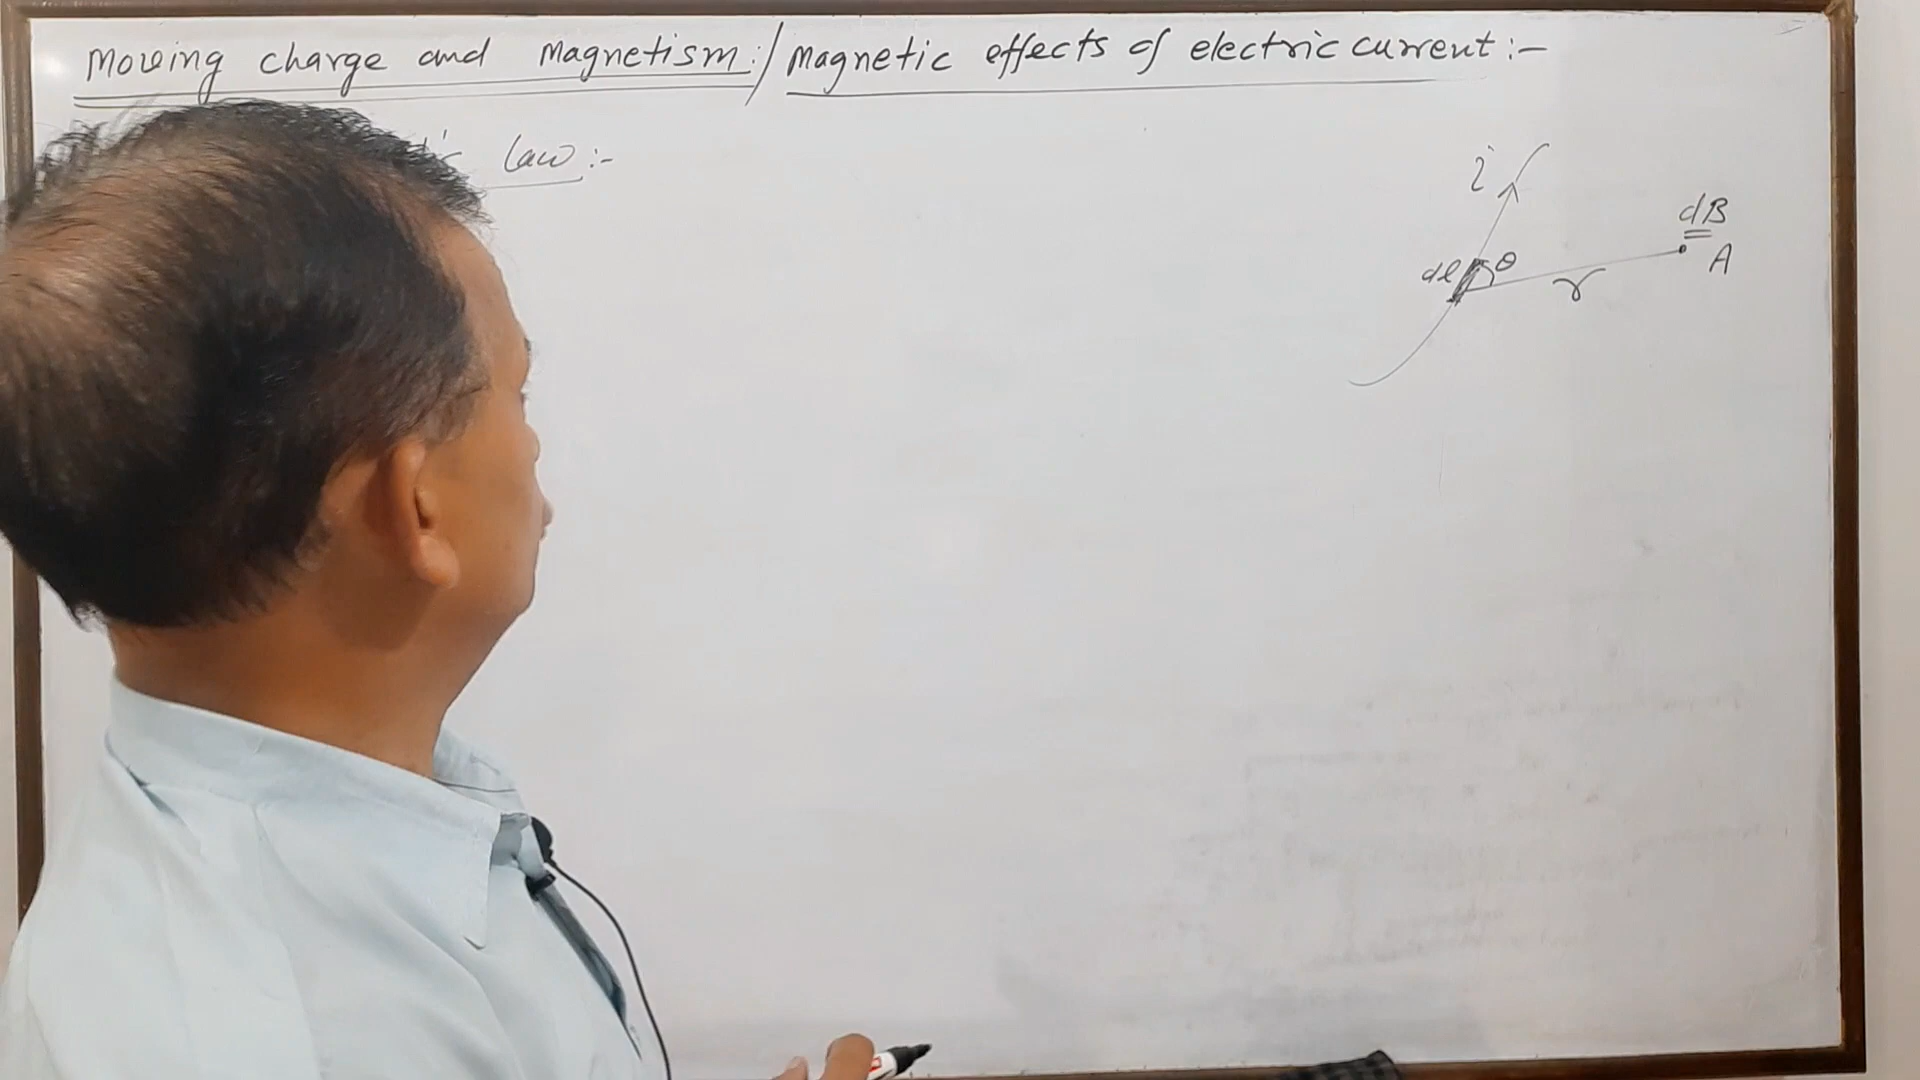 Moving charge and Magnetism:/Magnetic effects of electric current:-
law :-
i
dB
A
dl θ
r